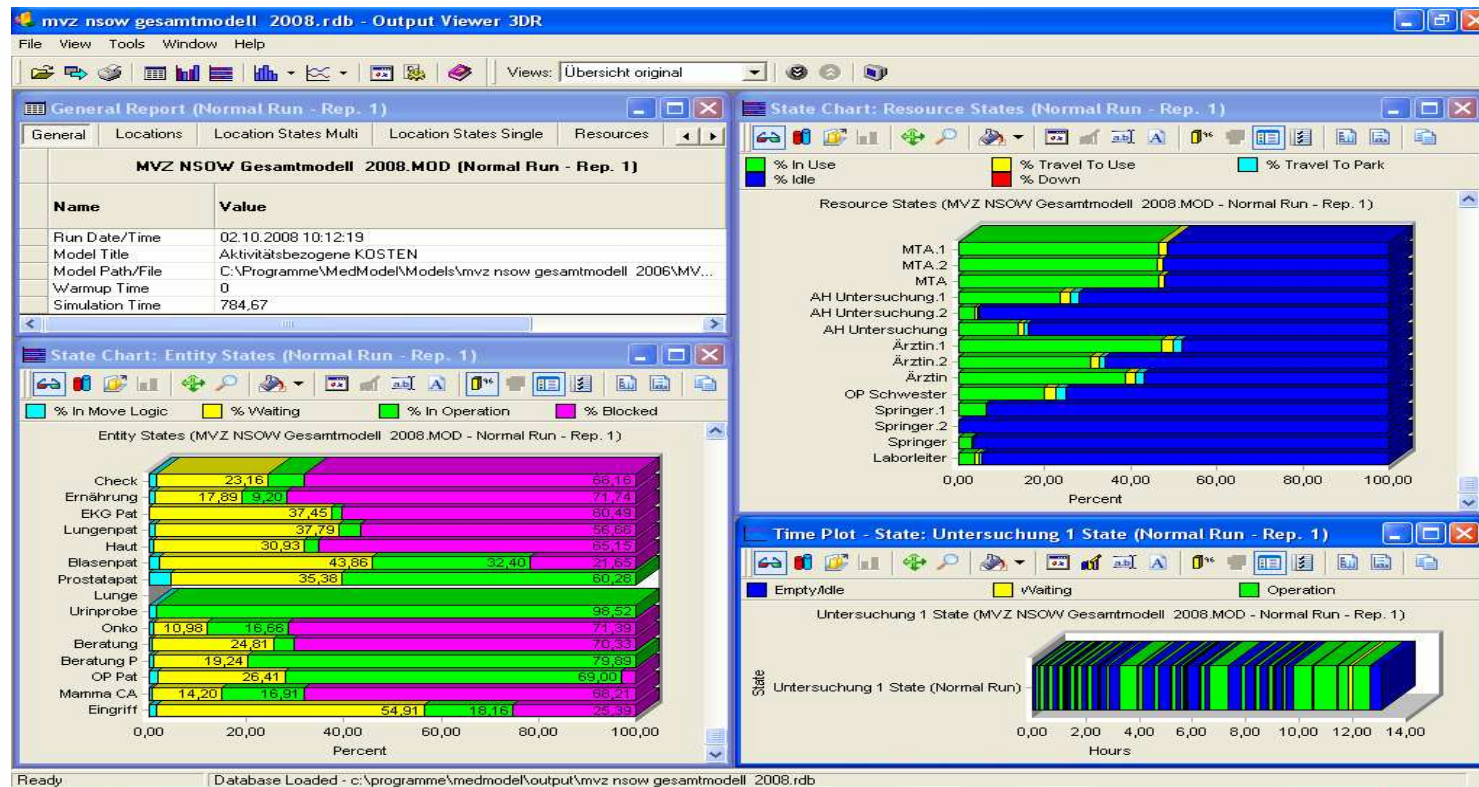 mvz nsow gesamtmodell 2008.rdb - Output Viewer 3DR
File View Tools Window Help
Views: Übersicht original
General Report (Normal Run - Rep. 1)
General Locations Location States Multi Location States Single Resources
MVZ NSOW Gesamtmodell 2008.MOD (Normal Run - Rep. 1)
Name Value
Run Date/Time 02.10.2008 10:12:19
Model Title Aktivitätsbezogene KOSTEN
Model Path/File C:\Programme\MedModel\Models\mvz nsow gesamtmodell 2006\MV...
Warmup Time 0
Simulation Time 784,67
State Chart: Entity States (Normal Run - Rep. 1)
% In Move Logic % Waiting % In Operation % Blocked
Entity States (MVZ NSOW Gesamtmodell 2008.MOD - Normal Run - Rep. 1)
Check 23,16 68,16
Ernährung 17,89 9,20 71,74
EKG Pat 37,45 60,49
Lungenpat 37,79 56,66
Haut 30,93 65,15
Blasenpat 43,86 32,40 21,65
Prostatapat 35,38 60,28
Lunge
Urinprobe 98,52
Onko 10,98 16,66 71,39
Beratung 24,81 70,33
Beratung P 19,24 79,89
OP Pat 26,41 69,00
Mamma CA 14,20 16,91 68,21
Eingriff 54,91 18,16 25,39
0,00 20,00 40,00 60,00 80,00 100,00
Percent
State Chart: Resource States (Normal Run - Rep. 1)
% In Use % Travel To Use % Travel To Park
% Idle % Down
Resource States (MVZ NSOW Gesamtmodell 2008.MOD - Normal Run - Rep. 1)
MTA.1
MTA.2
MTA
AH Untersuchung.1
AH Untersuchung.2
AH Untersuchung
Ärztin.1
Ärztin.2
Ärztin
OP Schwester
Springer.1
Springer.2
Springer
Laborleiter
0,00 20,00 40,00 60,00 80,00 100,00
Percent
Time Plot - State: Untersuchung 1 State (Normal Run - Rep. 1)
Empty/Idle Waiting Operation
Untersuchung 1 State (MVZ NSOW Gesamtmodell 2008.MOD - Normal Run - Rep. 1)
State
Untersuchung 1 State (Normal Run)
0,00 2,00 4,00 6,00 8,00 10,00 12,00 14,00
Hours
Ready Database Loaded - c:\programme\medmodel\output\mvz nsow gesamtmodell 2008.rdb